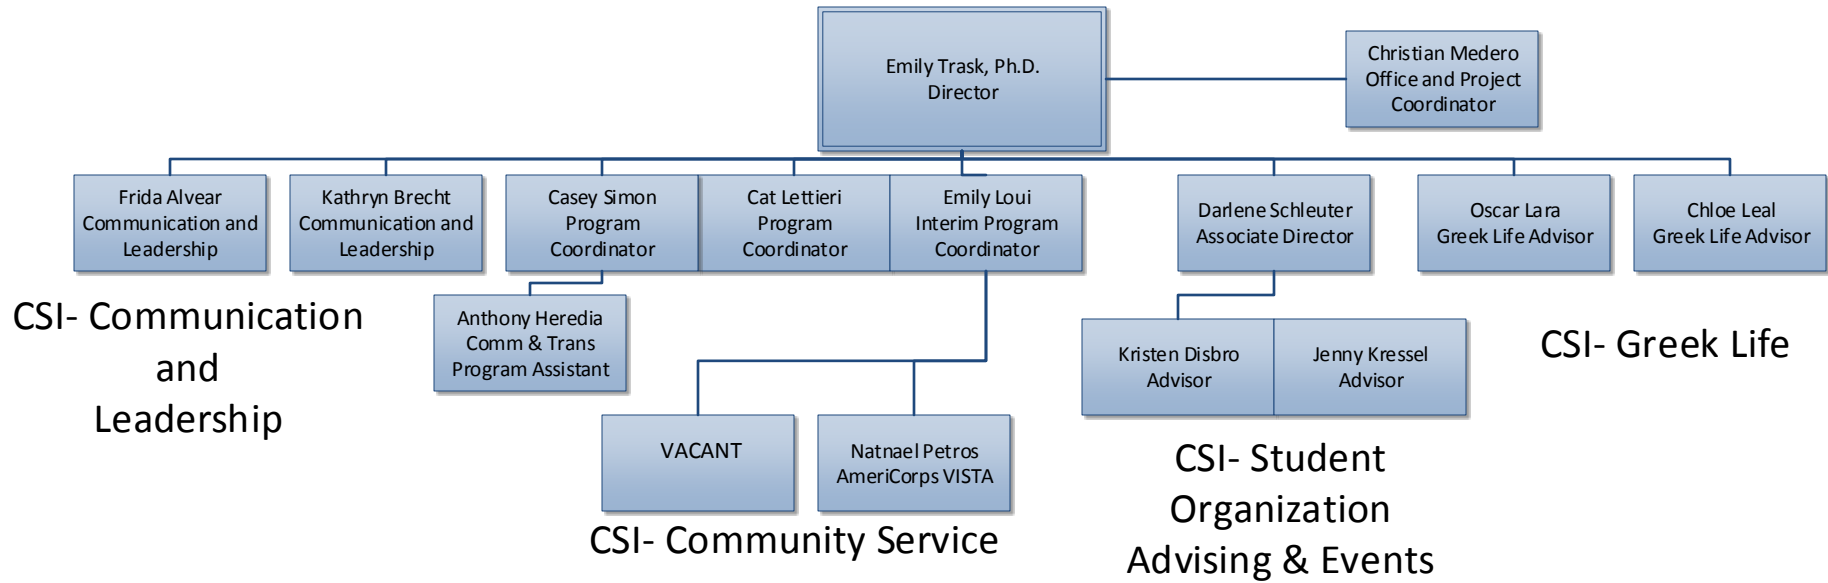 Emily Trask, Ph.D.
Director
Christian Medero
Office and Project
Coordinator
Frida Alvear
Communication and
Leadership
Kathryn Brecht
Communication and
Leadership
Casey Simon
Program
Coordinator
Cat Lettieri
Program
Coordinator
Emily Loui
Interim Program
Coordinator
Darlene Schleuter
Associate Director
Oscar Lara
Greek Life Advisor
Chloe Leal
Greek Life Advisor
CSI- Communication
and
Leadership
Anthony Heredia
Comm & Trans
Program Assistant
Kristen Disbro
Advisor
Jenny Kressel
Advisor
CSI- Greek Life
VACANT
Natnael Petros
AmeriCorps VISTA
CSI- Community Service
CSI- Student
Organization
Advising & Events